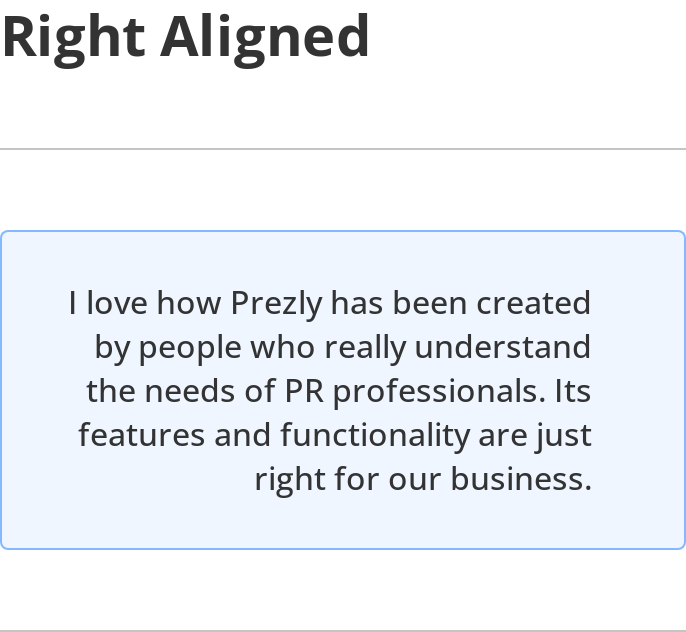 Right Aligned
I love how Prezly has been created
by people who really understand
the needs of PR professionals. Its
features and functionality are just
right for our business.